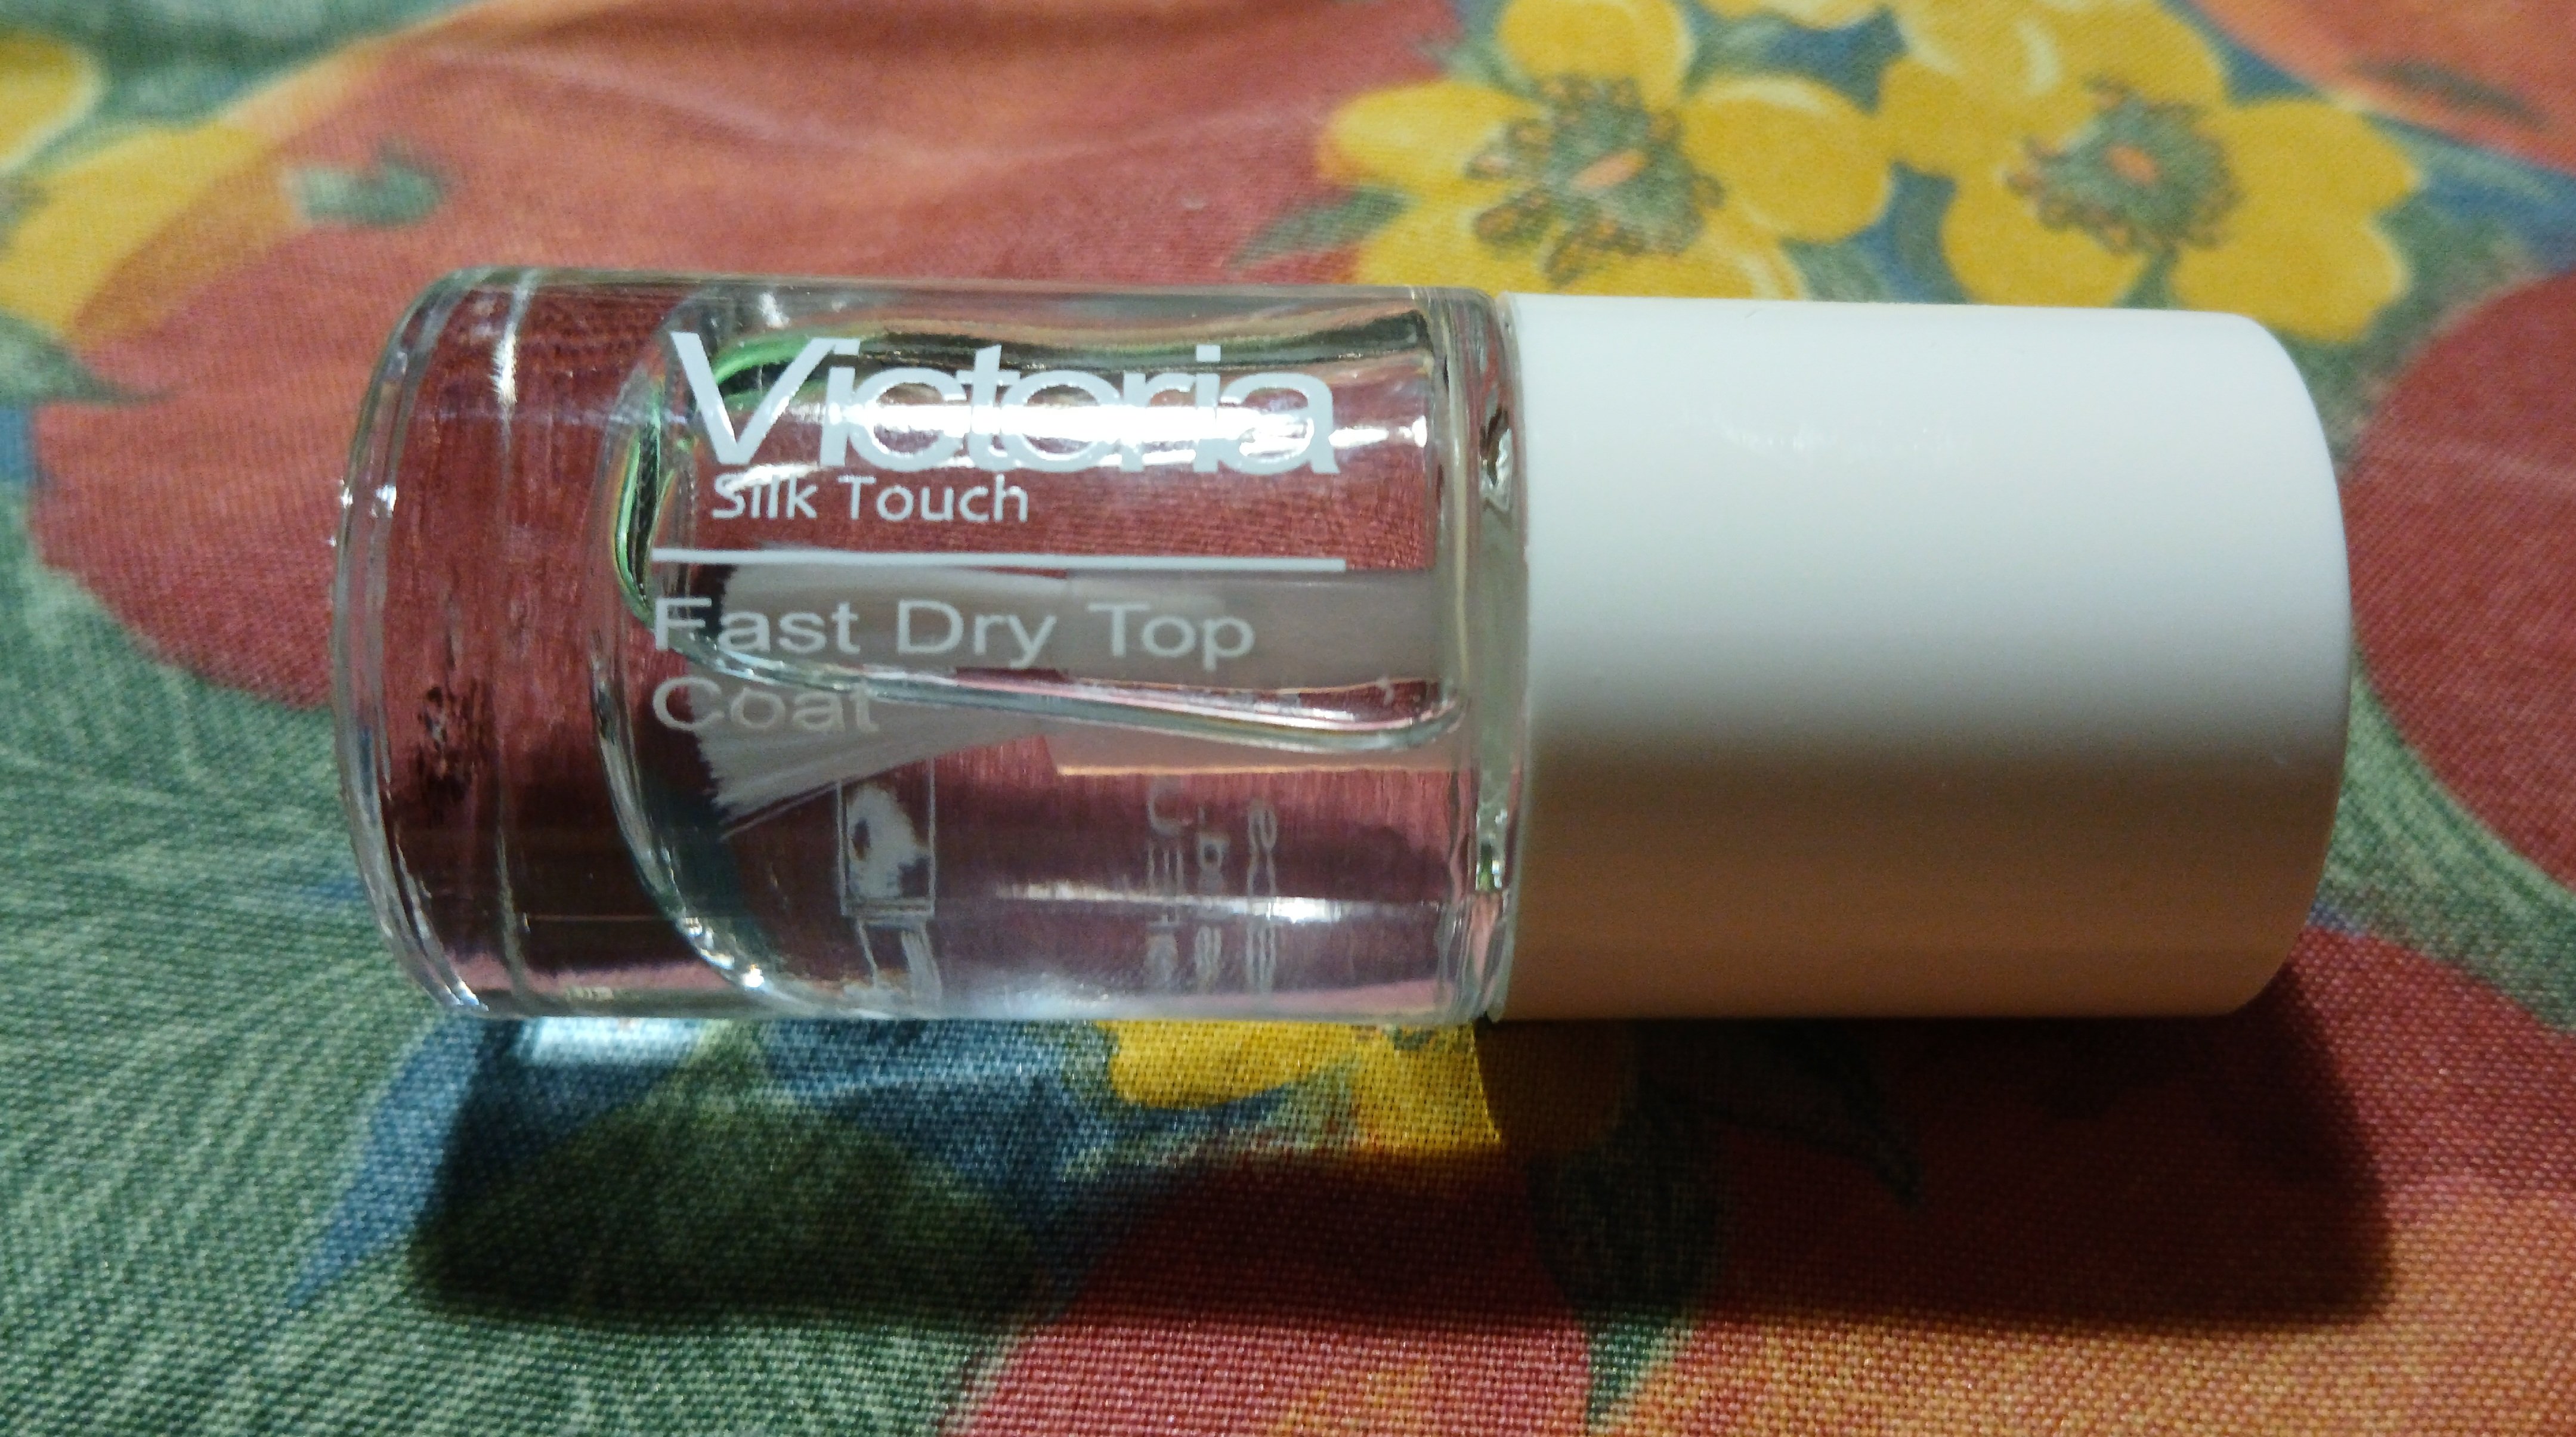 Victoria
Silk Touch
Fast Dry Top
Coat